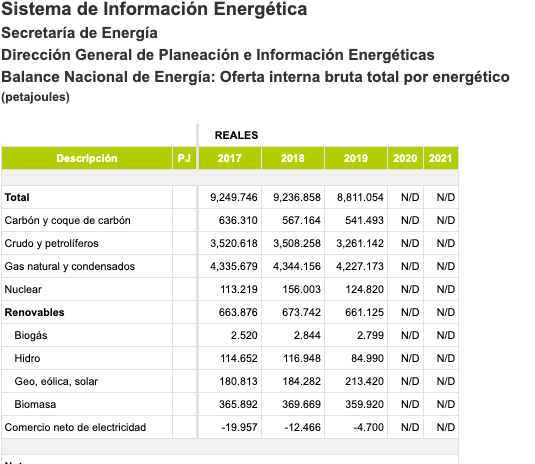 Sistema de Información Energética
Secretaría de Energía
Dirección General de Planeación e Información Energéticas
Balance Nacional de Energía: Oferta interna bruta total por energético
(petajoules)
REALES
Descripción PJ 2017 2018 2019 2020 2021
Total 9,249.746 9,236.858 8,811.054 N/D N/D
Carbón y coque de carbón 636.310 567.164 541.493 N/D N/D
Crudo y petrolíferos 3,520.618 3,508.258 3,261.142 N/D N/D
Gas natural y condensados 4,335.679 4,344.156 4,227.173 N/D N/D
Nuclear 113.219 156.003 124.820 N/D N/D
Renovables 663.876 673.742 661.125 N/D N/D
Biogás 2.520 2.844 2.799 N/D N/D
Hidro 114.652 116.948 84.990 N/D N/D
Geo, eólica, solar 180.813 184.282 213.420 N/D N/D
Biomasa 365.892 369.669 359.920 N/D N/D
Comercio neto de electricidad -19.957 -12.466 -4.700 N/D N/D